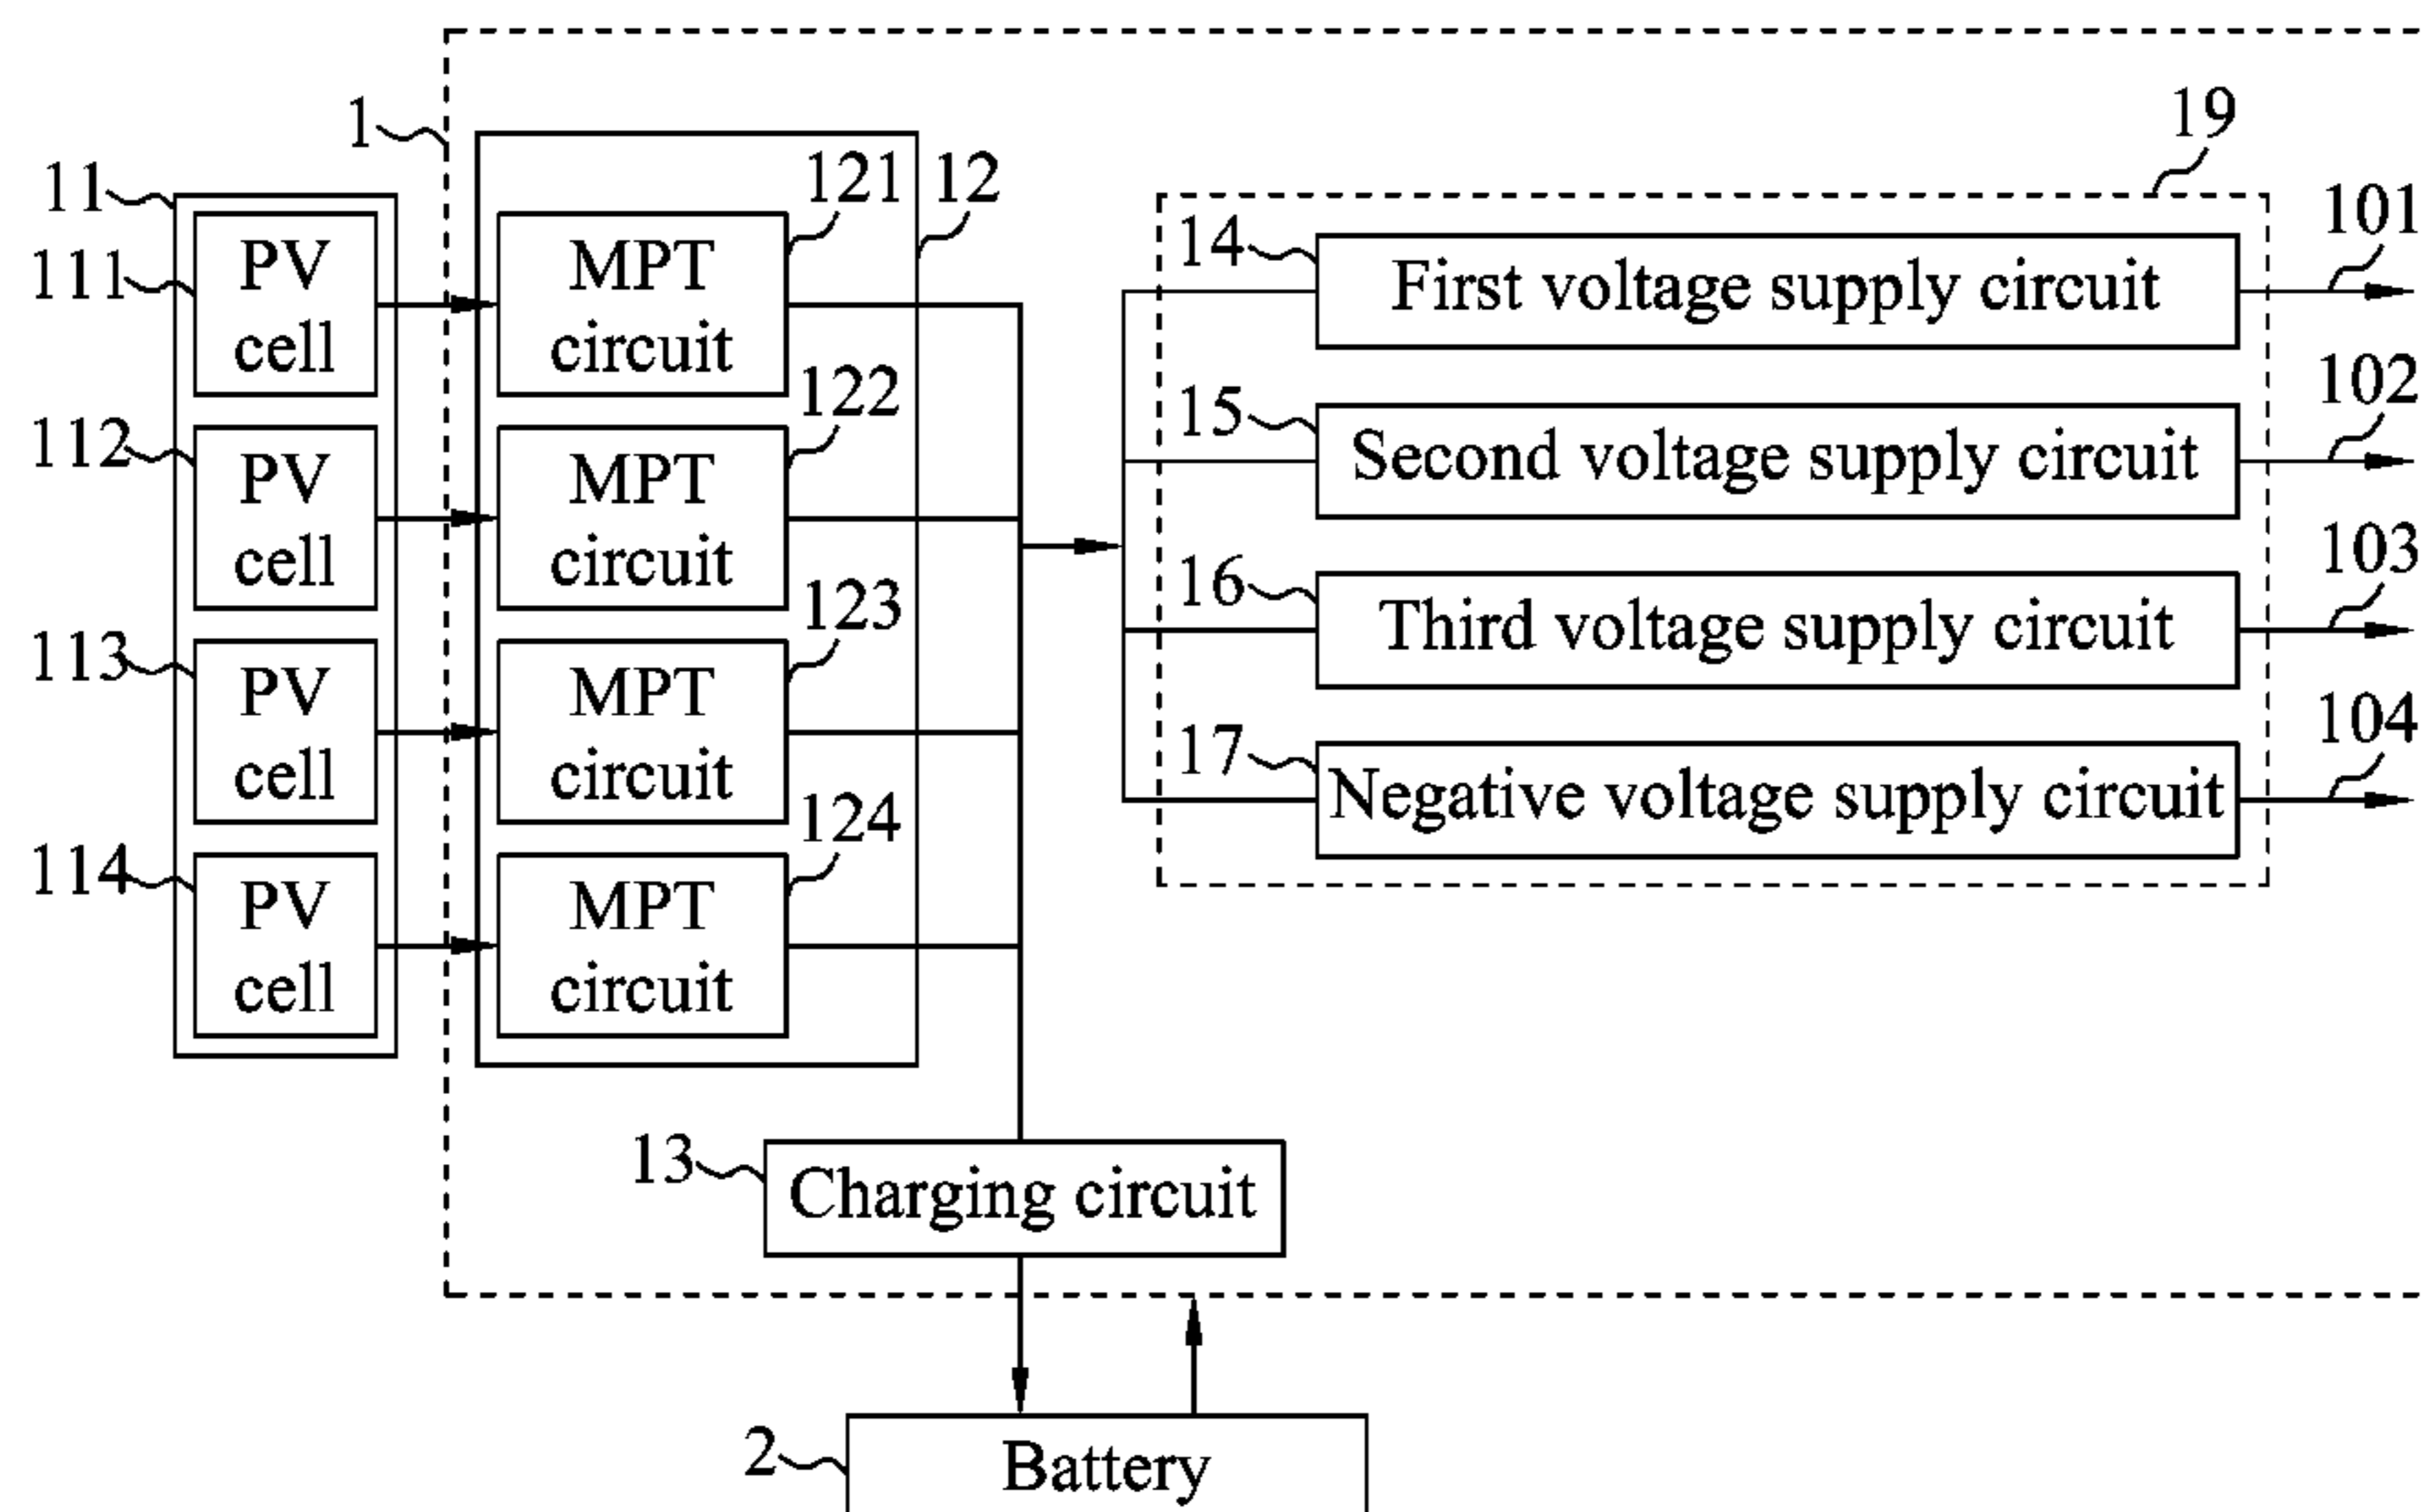 1
19
11
121
12
101
111
PV
cell
MPT
circuit
14
First voltage supply circuit
122
102
112
PV
cell
MPT
circuit
15
Second voltage supply circuit
123
103
113
PV
cell
MPT
circuit
16
Third voltage supply circuit
124
104
114
PV
cell
MPT
circuit
17
Negative voltage supply circuit
13
Charging circuit
2
Battery